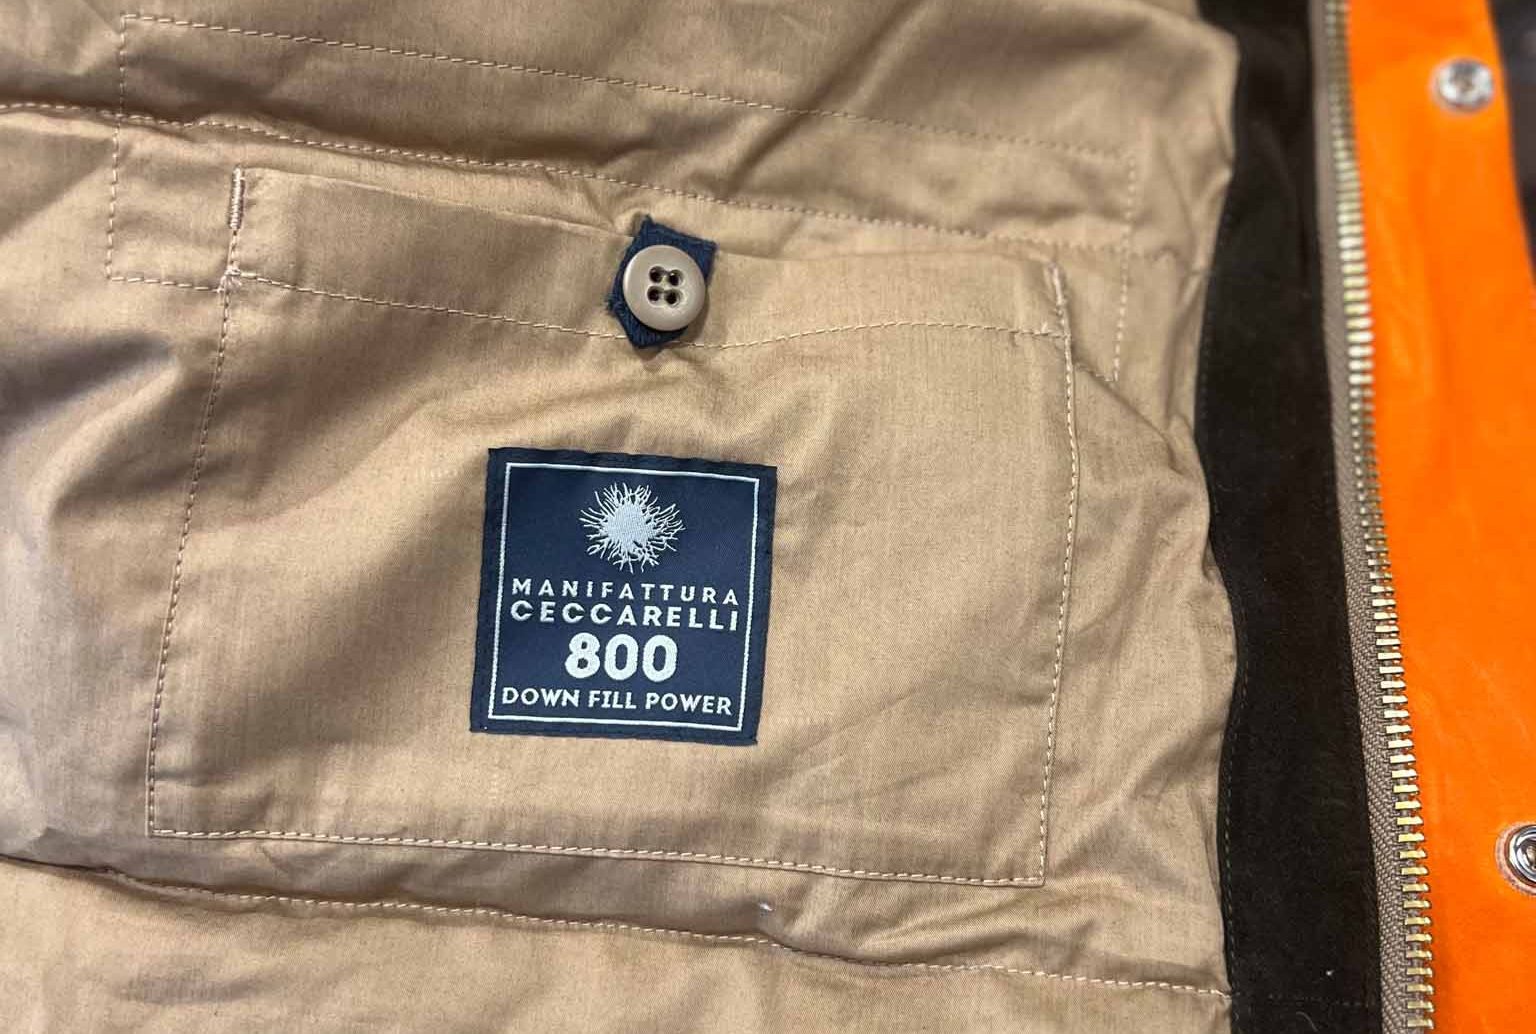 MANIFATTURA
CECCARELLI
800
DOWN FILL POWER